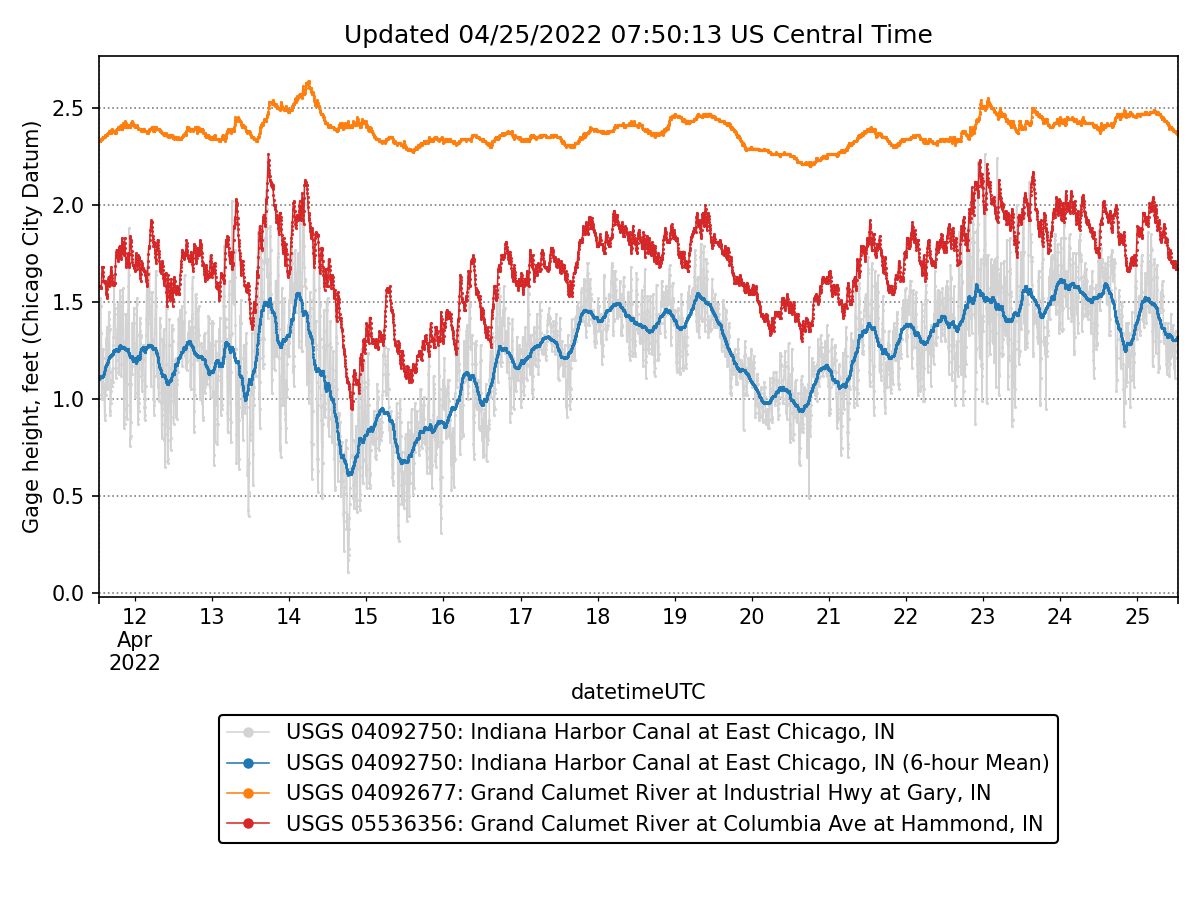 Updated 04/25/2022 07:50:13 US Central Time
Gage height, feet (Chicago City Datum)
2.5
2.0
1.5
1.0
0.5
0.0
12 13 14 15 16 17 18 19 20 21 22 23 24 25
Apr
2022
datetimeUTC
USGS 04092750: Indiana Harbor Canal at East Chicago, IN
USGS 04092750: Indiana Harbor Canal at East Chicago, IN (6-hour Mean)
USGS 04092677: Grand Calumet River at Industrial Hwy at Gary, IN
USGS 05536356: Grand Calumet River at Columbia Ave at Hammond, IN